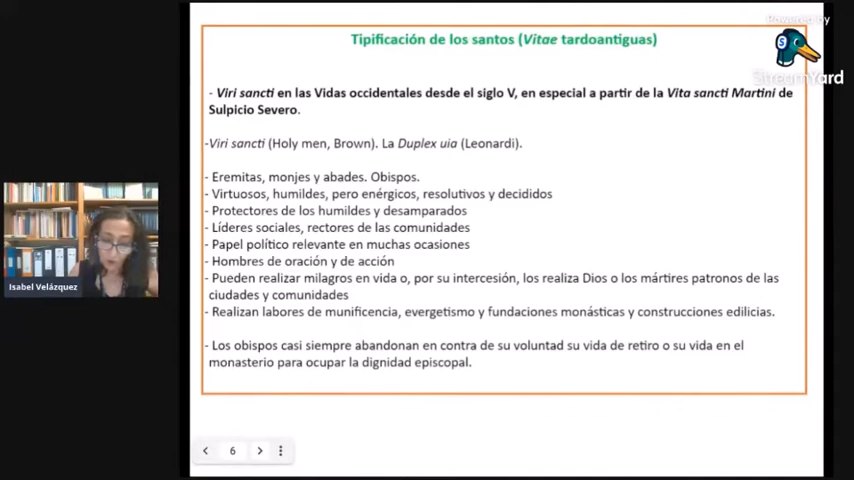 Powered by
StreamYard
Tipificación de los santos (Vitae tardoantiguas)
- Viri sancti en las Vidas occidentales desde el siglo V, en especial a partir de la Vita sancti Martini de
Sulpicio Severo.
-Viri sancti (Holy men, Brown). La Duplex uia (Leonardi).
- Eremitas, monjes y abades. Obispos.
- Virtuosos, humildes, pero enérgicos, resolutivos y decididos
- Protectores de los humildes y desamparados
- Líderes sociales, rectores de las comunidades
- Papel político relevante en muchas ocasiones
- Hombres de oración y de acción
- Pueden realizar milagros en vida o, por su intercesión, los realiza Dios o los mártires patronos de las
ciudades y comunidades
- Realizan labores de munificencia, evergetismo y fundaciones monásticas y construcciones edilicias.
- Los obispos casi siempre abandonan en contra de su voluntad su vida de retiro o su vida en el
monasterio para ocupar la dignidad episcopal.
Isabel Velázquez
6